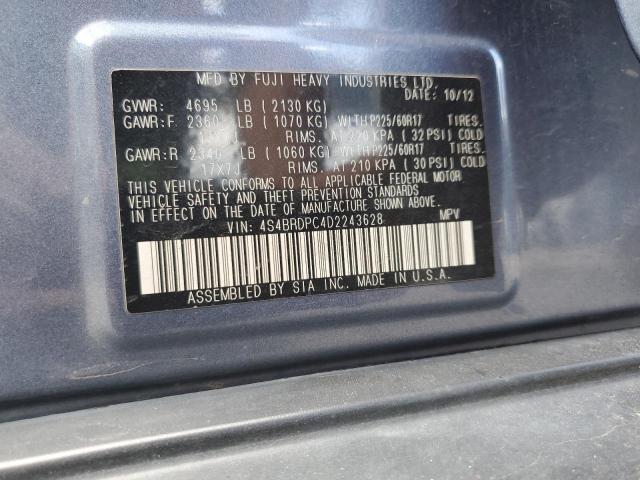 MFD BY FUJI HEAVY INDUSTRIES LTD.
DATE: 10/12
GVWR: 4695 LB ( 2130 KG)
GAWR:F 2360 LB ( 1070 KG) WITH P225/60R17 TIRES.
RIMS. AT 220 KPA ( 32 PSI) COLD
GAWR:R 2340 LB ( 1060 KG) WITH P225/60R17 TIRES.
17X7J RIMS. AT 210 KPA ( 30 PSI) COLD
THIS VEHICLE CONFORMS TO ALL APPLICABLE FEDERAL MOTOR
VEHICLE SAFETY AND THEFT PREVENTION STANDARDS
IN EFFECT ON THE DATE OF MANUFACTURE SHOWN ABOVE.
VIN: 4S4BRDPC4D2243628 MPV
ASSEMBLED BY SIA INC. MADE IN U.S.A.